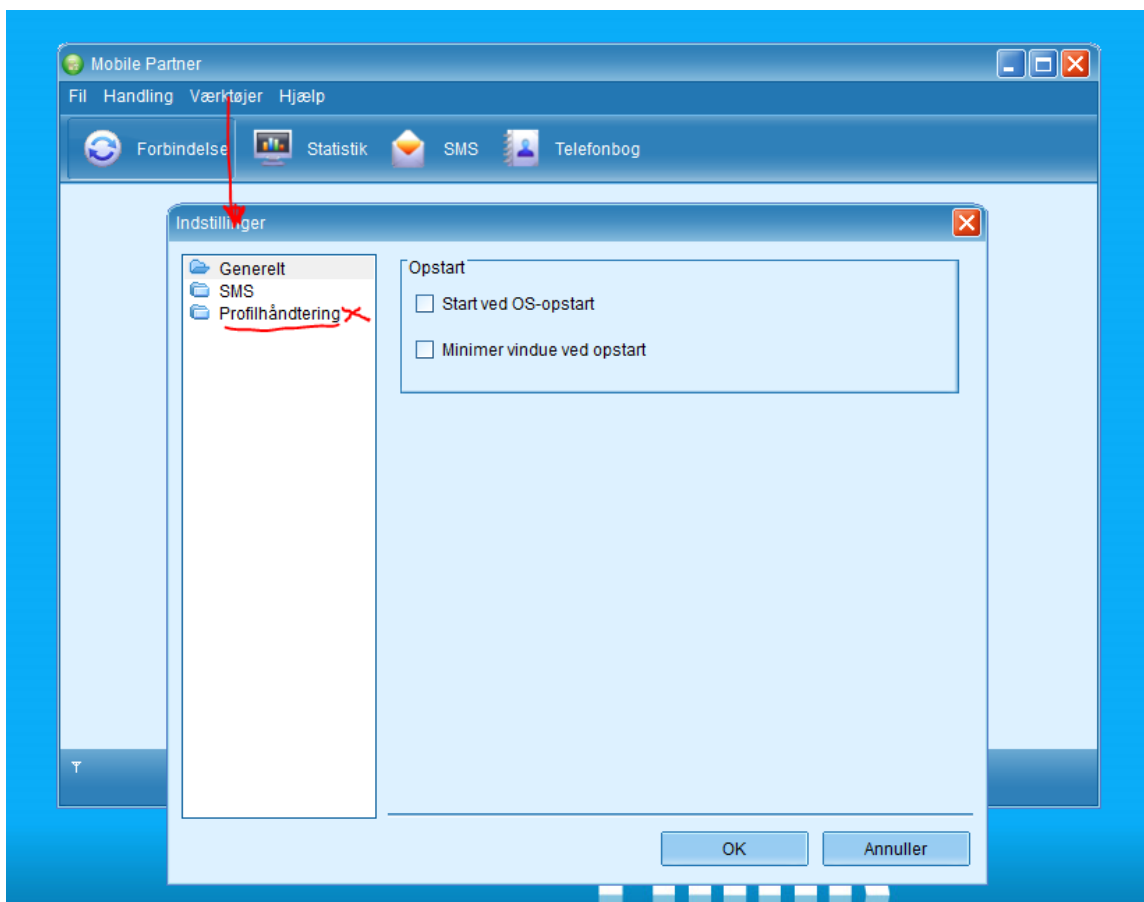 Mobile Partner
Fil Handling Værktøjer Hjælp
Forbindelse Statistik SMS Telefonbog
Indstillinger
Generelt
SMS
Profilhåndtering
Opstart
Start ved OS-opstart
Minimer vindue ved opstart
OK Annuller